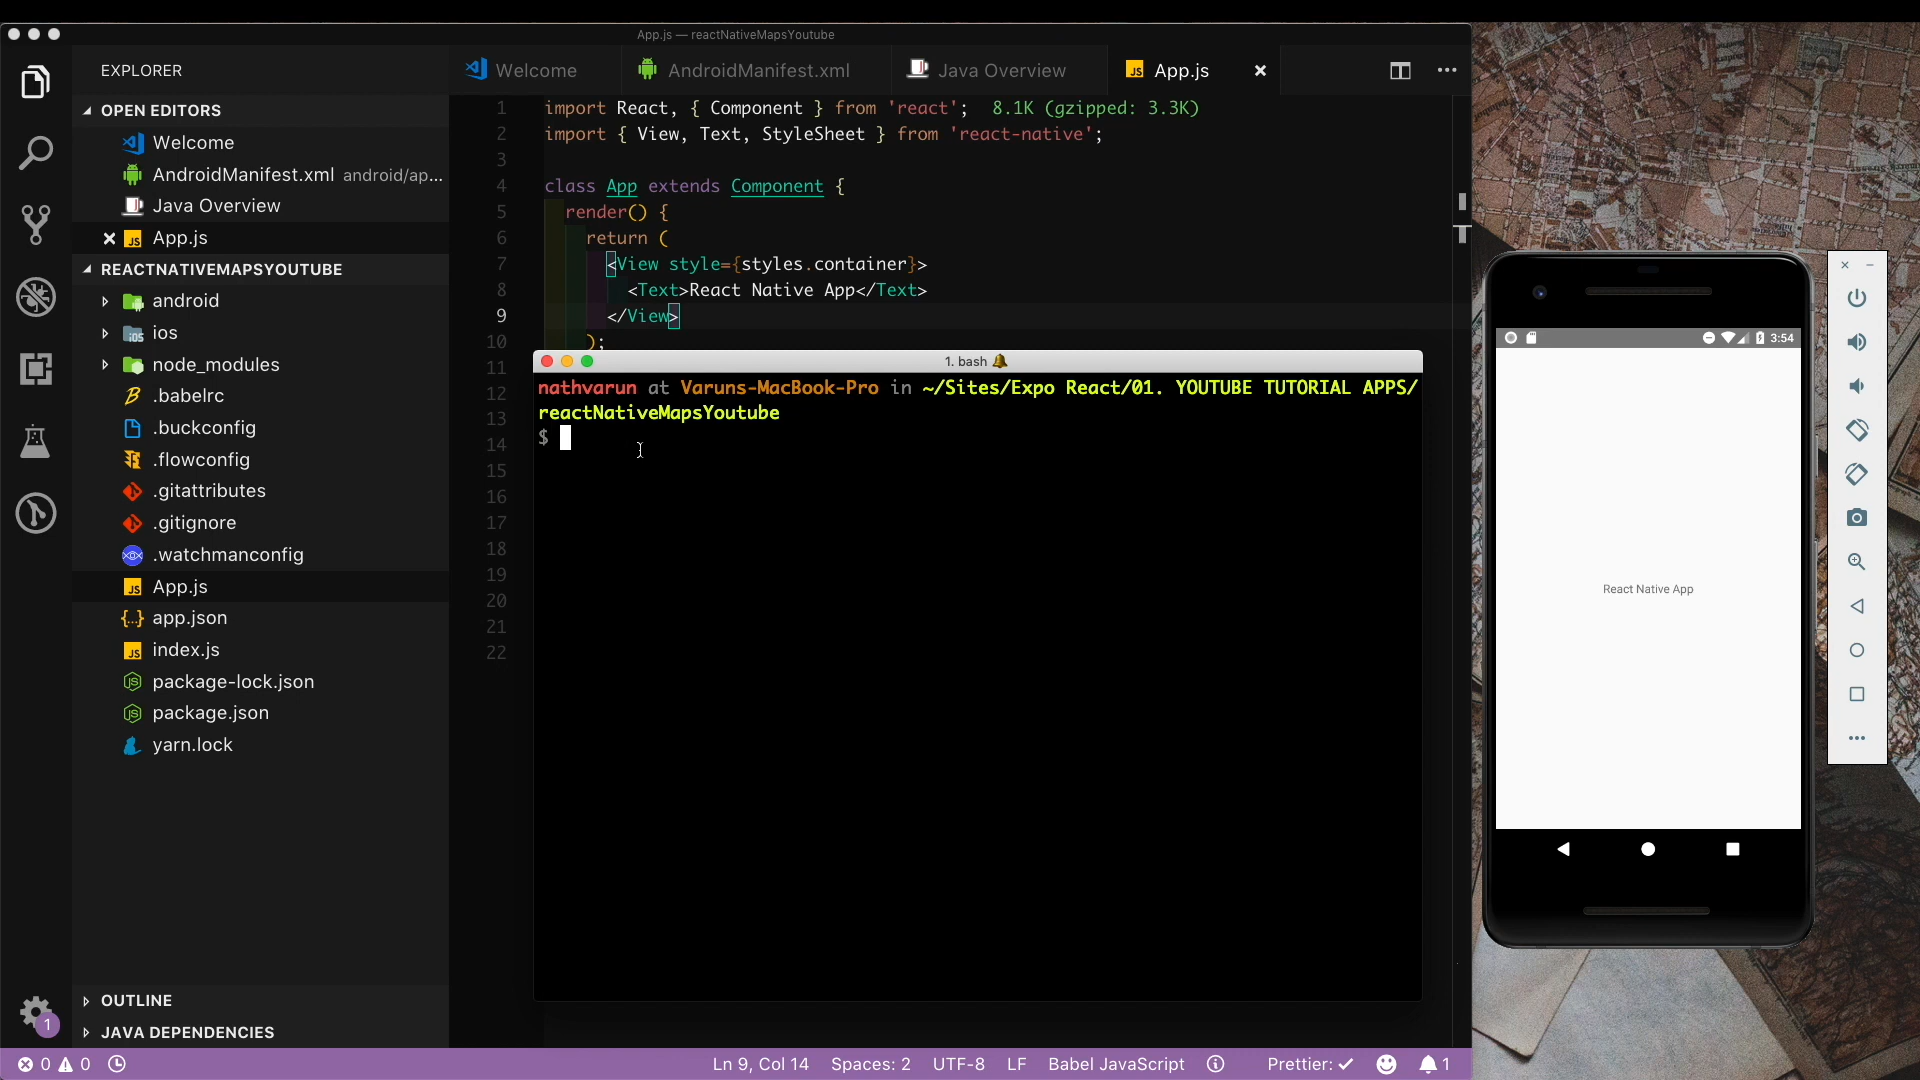 App.js — reactNativeMapsYoutube
EXPLORER
Welcome
AndroidManifest.xml
Java Overview
App.js
OPEN EDITORS
Welcome
AndroidManifest.xml android/ap...
Java Overview
App.js
REACTNATIVEMAPSYOUTUBE
android
ios
node_modules
.babelrc
.buckconfig
.flowconfig
.gitattributes
.gitignore
.watchmanconfig
App.js
app.json
index.js
package-lock.json
package.json
yarn.lock
OUTLINE
JAVA DEPENDENCIES
1 import React, { Component } from 'react'; 8.1K (gzipped: 3.3K)
2 import { View, Text, StyleSheet } from 'react-native';
3
4 class App extends Component {
5 render() {
6 return (
7 <View style={styles.container}>
8 <Text>React Native App</Text>
9 </View>
10 );
11
12
13
14
15
16
17
18
19
20
21
22
1. bash
nathvarun at Varuns-MacBook-Pro in ~/Sites/Expo React/01. YOUTUBE TUTORIAL APPS/
reactNativeMapsYoutube
$
3:54
React Native App
1
0 0
Ln 9, Col 14
Spaces: 2
UTF-8
LF
Babel JavaScript
Prettier: ✓
1